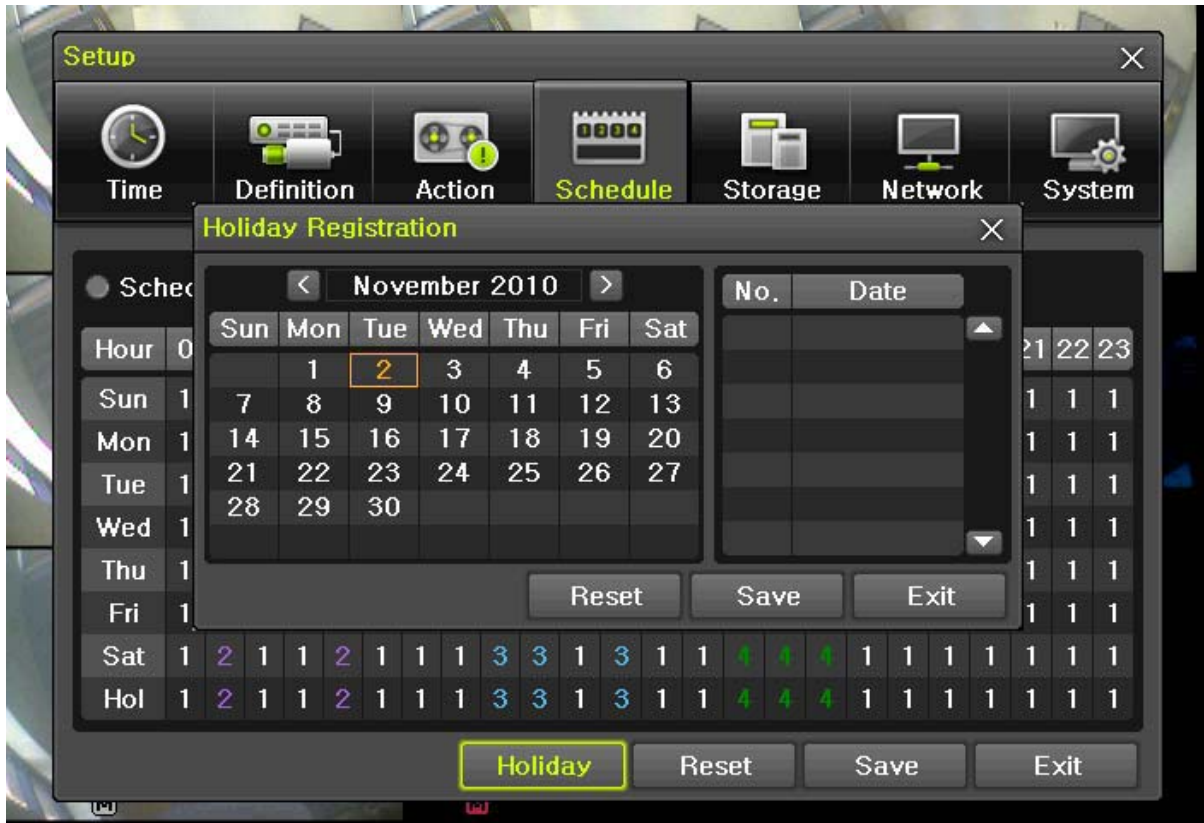 Setup
Time Definition Action Schedule Storage Network System
Holiday Registration
Sched
< November 2010 >
No. Date
Sun Mon Tue Wed Thu Fri Sat
Hour 0 21 22 23
1 2 3 4 5 6
Sun 1 1 1 1
7 8 9 10 11 12 13
Mon 1 1 1 1
14 15 16 17 18 19 20
Tue 1 1 1 1
21 22 23 24 25 26 27
28 29 30
Wed 1 1 1 1
Thu 1 1 1 1
Reset Save Exit
Fri 1 1 1 1
Sat 1 2 1 1 2 1 1 1 3 3 1 3 1 1 4 4 4 1 1 1 1 1 1 1
Hol 1 2 1 1 2 1 1 1 3 3 1 3 1 1 4 4 4 1 1 1 1 1 1 1
Holiday Reset Save Exit
M